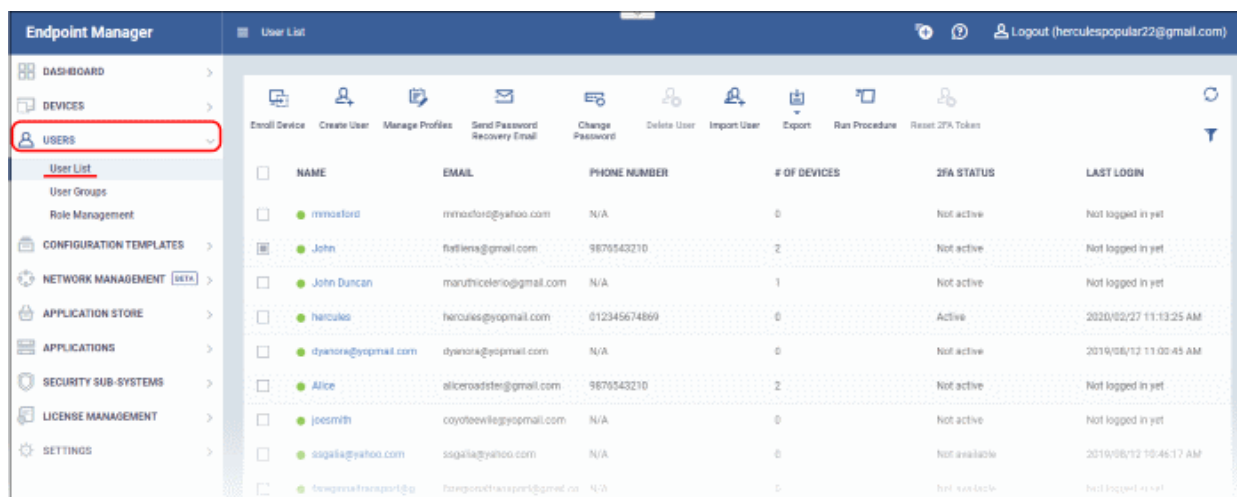 Endpoint Manager
User List
Logout (herculespopular22@gmail.com)
DASHBOARD
DEVICES
USERS
User List
User Groups
Role Management
CONFIGURATION TEMPLATES
NETWORK MANAGEMENT BETA
APPLICATION STORE
APPLICATIONS
SECURITY SUB-SYSTEMS
LICENSE MANAGEMENT
SETTINGS
Enroll Device
Create User
Manage Profiles
Send Password
Recovery Email
Change
Password
Delete User
Import User
Export
Run Procedure
Reset 2FA Token
NAME EMAIL PHONE NUMBER # OF DEVICES 2FA STATUS LAST LOGIN
mmoxford mmoxford@yahoo.com N/A 0 Not active Not logged in yet
John 9876543210 2 Not active Not logged in yet
John Duncan maruthicelerio@gmail.com N/A 1 Not active Not logged in yet
hercules hercules@yopmail.com 012345674869 0 Active 2020/02/27 11:13:25 AM
dyanora@yopmail.com dyanora@yopmail.com N/A 0 Not active 2019/08/12 11:00:45 AM
Alice aliceroadster@gmail.com 9876543210 2 Not active Not logged in yet
joesmith coyoteewile@yopmail.com N/A 0 Not active Not logged in yet
ssgalia@yahoo.com ssgalia@yahoo.com N/A 0 Not available 2019/08/12 10:46:17 AM
N/A Not available Not logged in yet